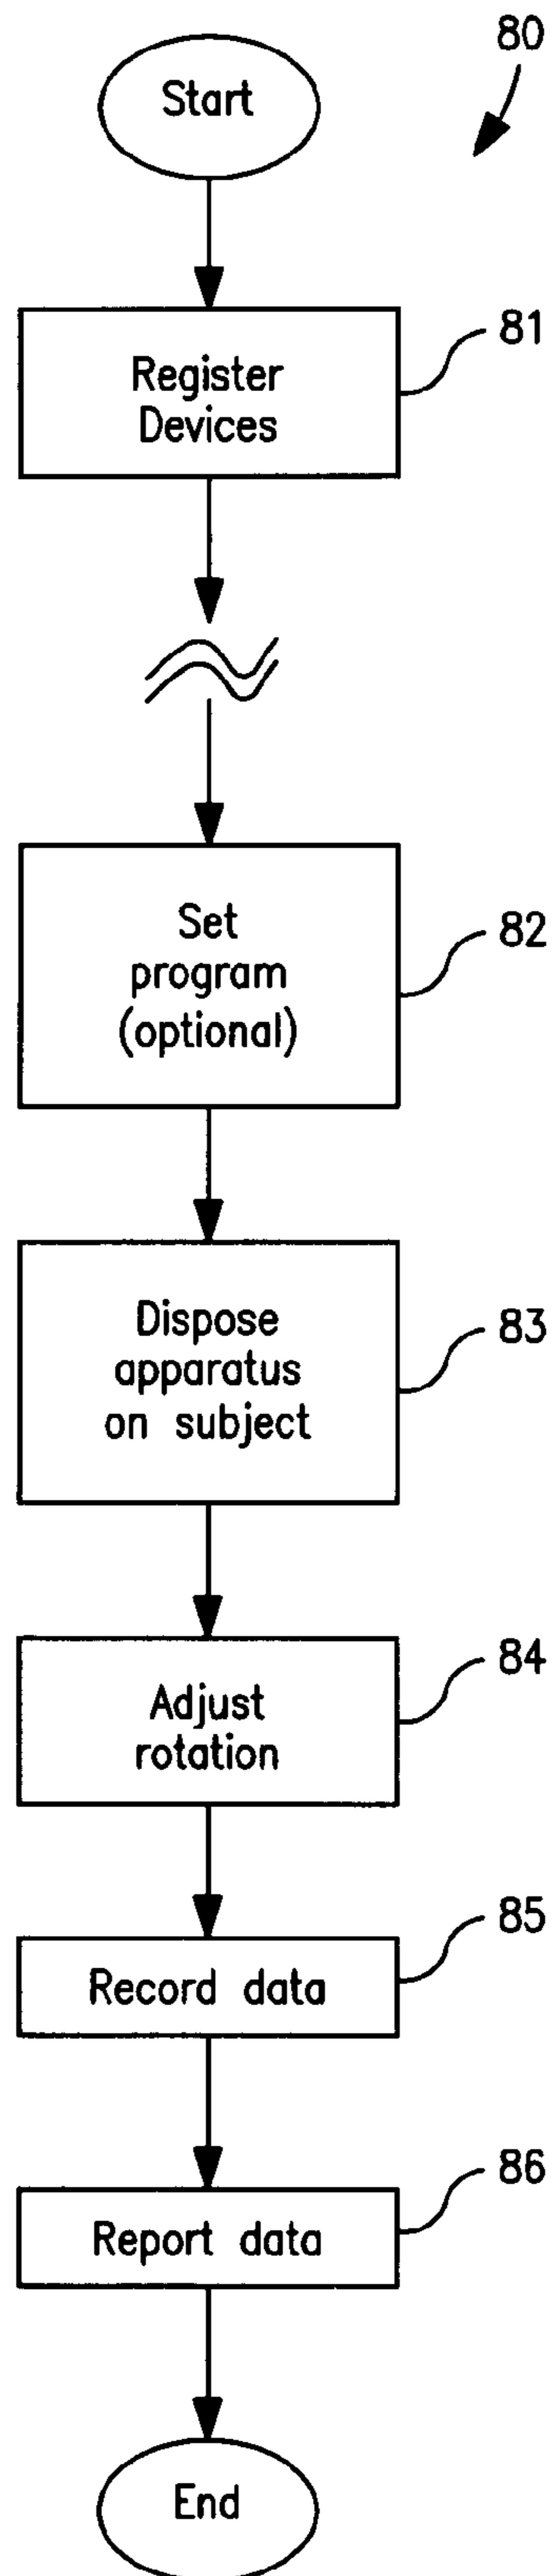 80
Start
81
Register
Devices
Set
program
(optional)
82
Dispose
apparatus
on subject
83
Adjust
rotation
84
Record data
85
Report data
86
End